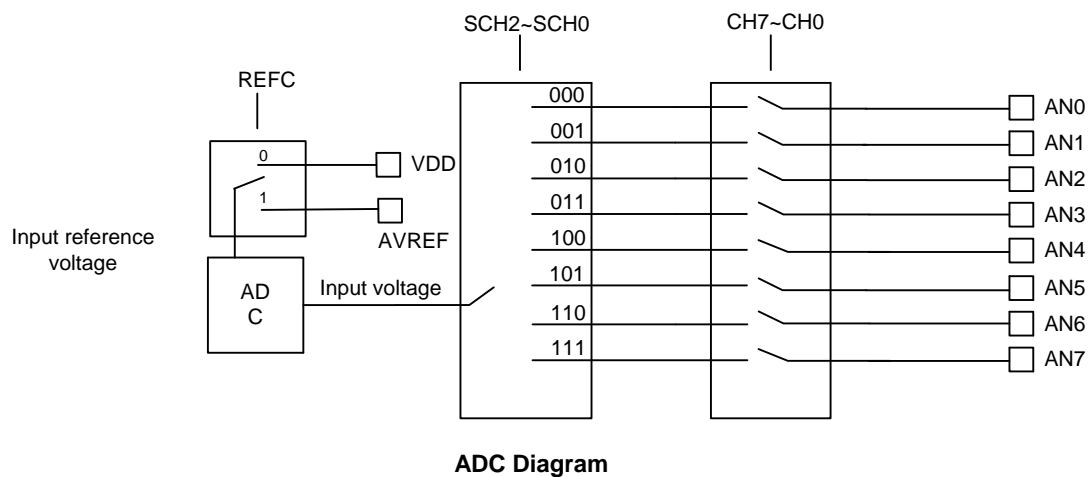 SCH2~SCH0
CH7~CH0
REFC
0
VDD
1
AVREF
Input reference
voltage
AD
C
Input voltage
000
001
010
011
100
101
110
111
AN0
AN1
AN2
AN3
AN4
AN5
AN6
AN7
ADC Diagram